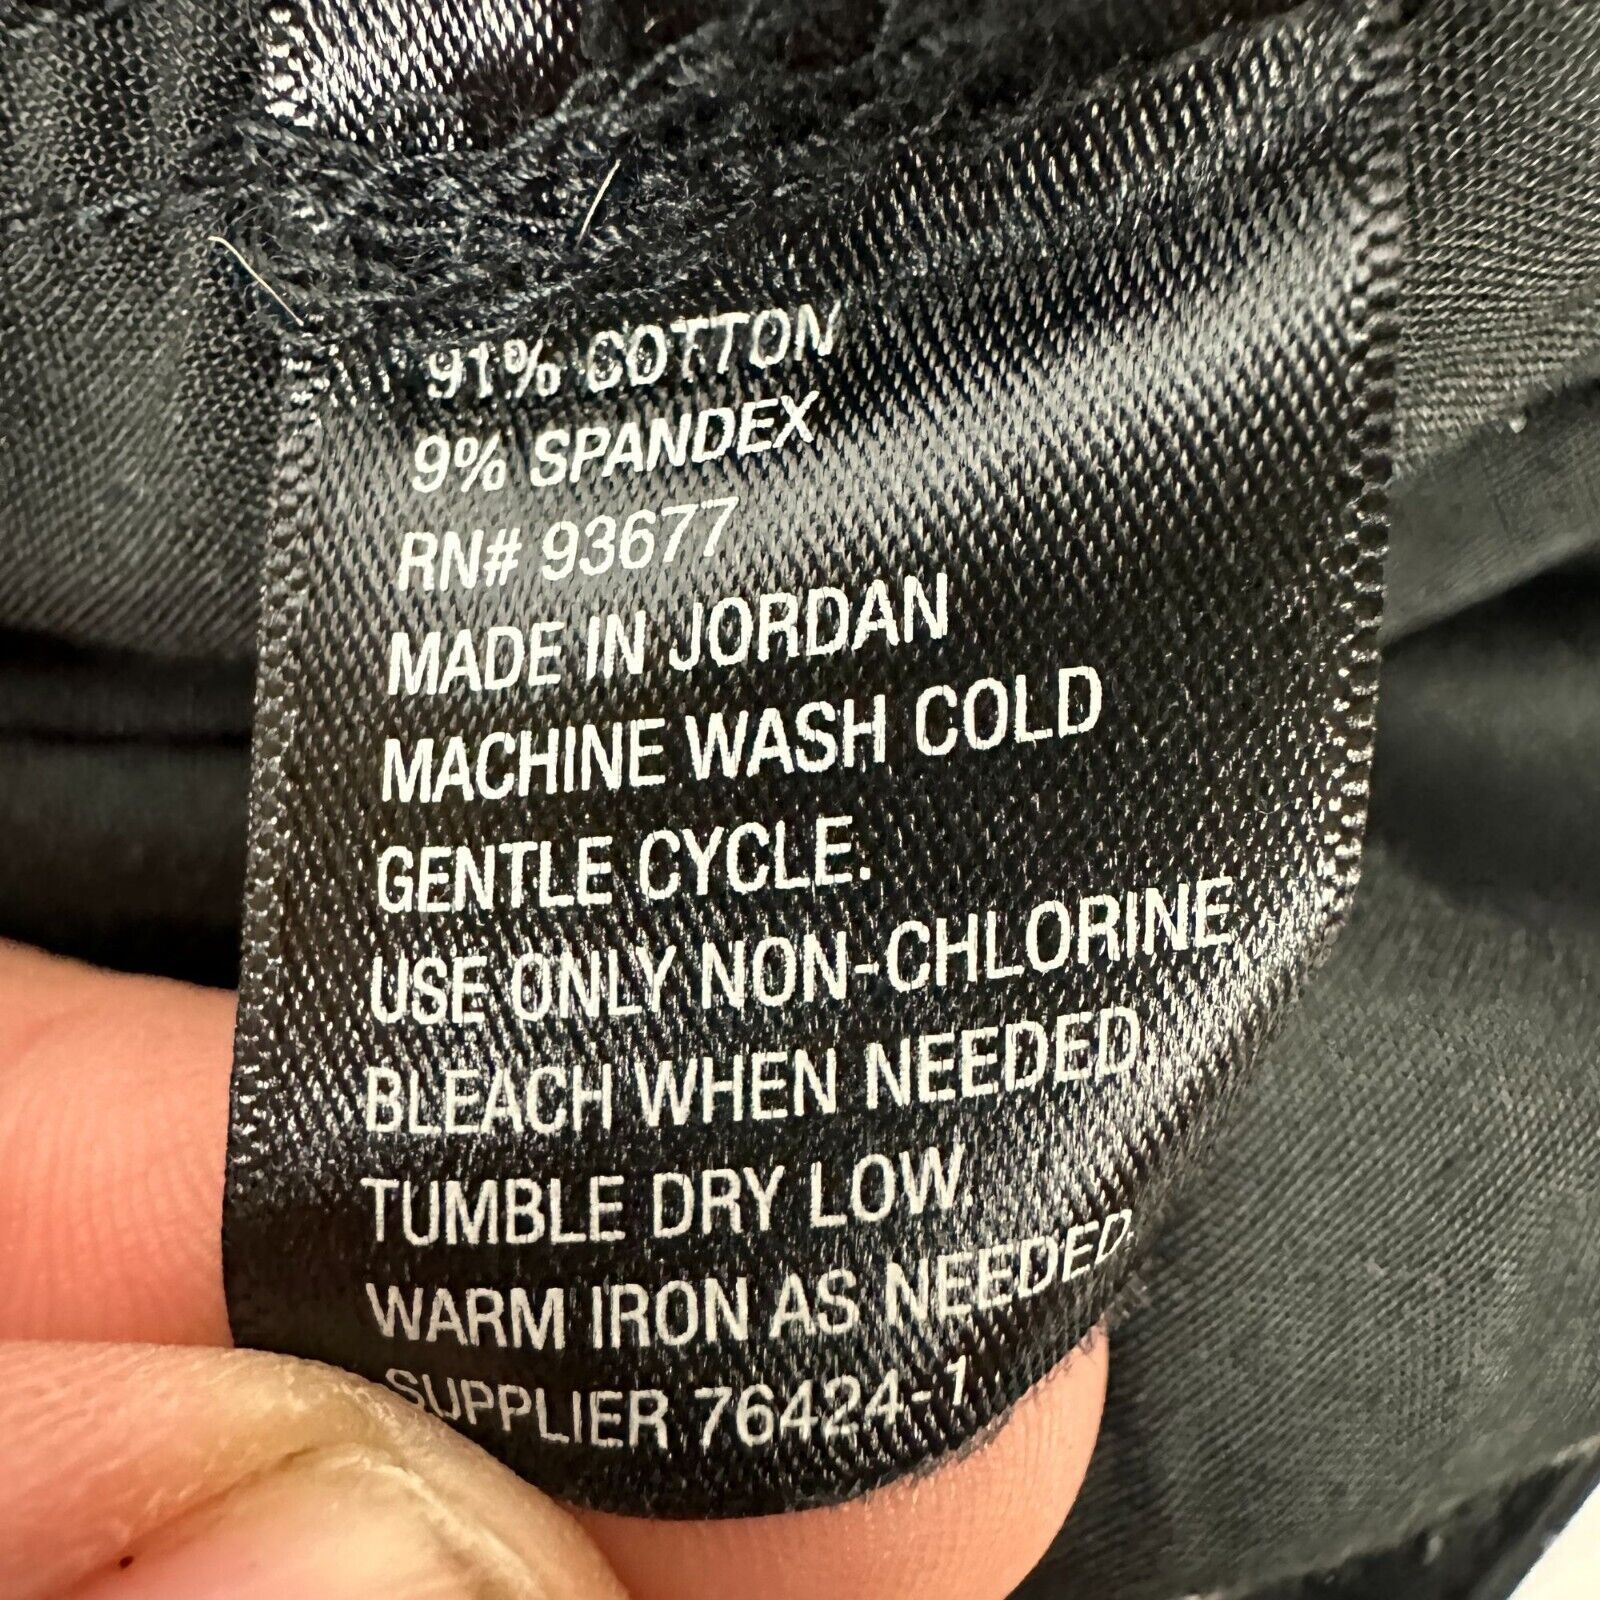 91% COTTON
9% SPANDEX
RN# 93677
MADE IN JORDAN
MACHINE WASH COLD
GENTLE CYCLE.
USE ONLY NON-CHLORINE
BLEACH WHEN NEEDED.
TUMBLE DRY LOW.
WARM IRON AS NEEDED.
SUPPLIER 76424-1